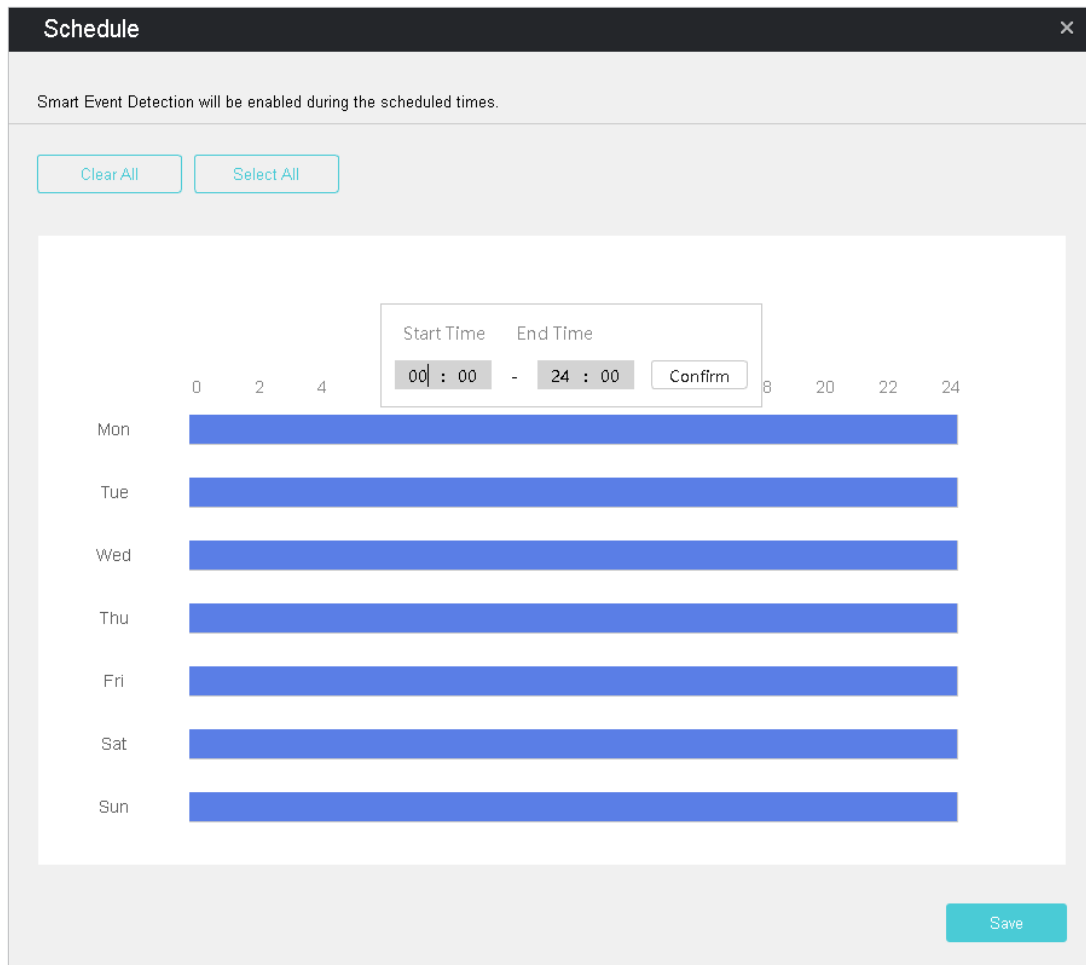 Schedule
Smart Event Detection will be enabled during the scheduled times.
Clear All Select All
Start Time End Time
00 : 00 - 24 : 00 Confirm
0 2 4 8 20 22 24
Mon
Tue
Wed
Thu
Fri
Sat
Sun
Save